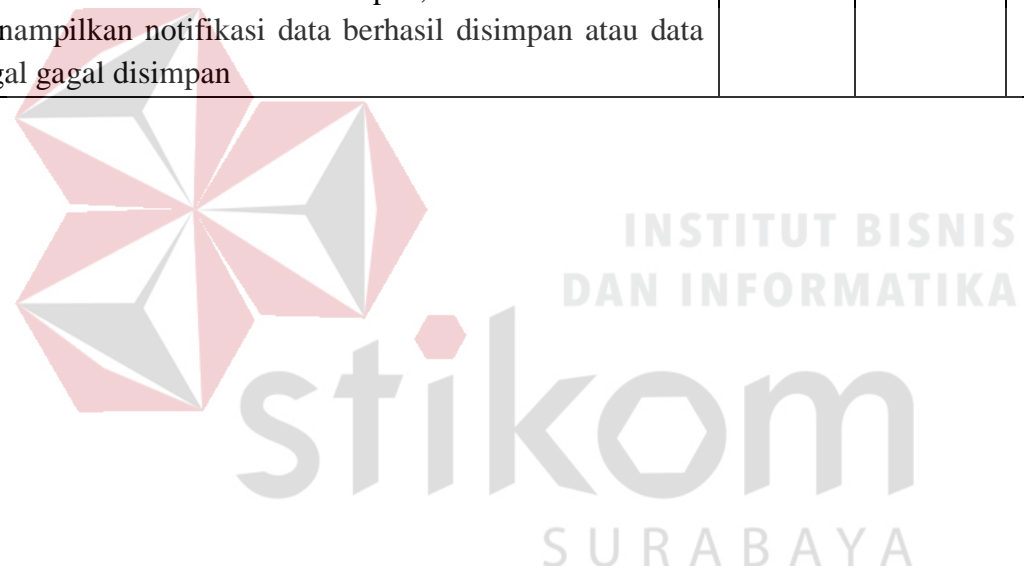 nampilkan notifikasi data berhasil disimpan atau data
gal gagal disimpan
INSTITUT BISNIS
DAN INFORMATIKA
stikom
SURABAYA